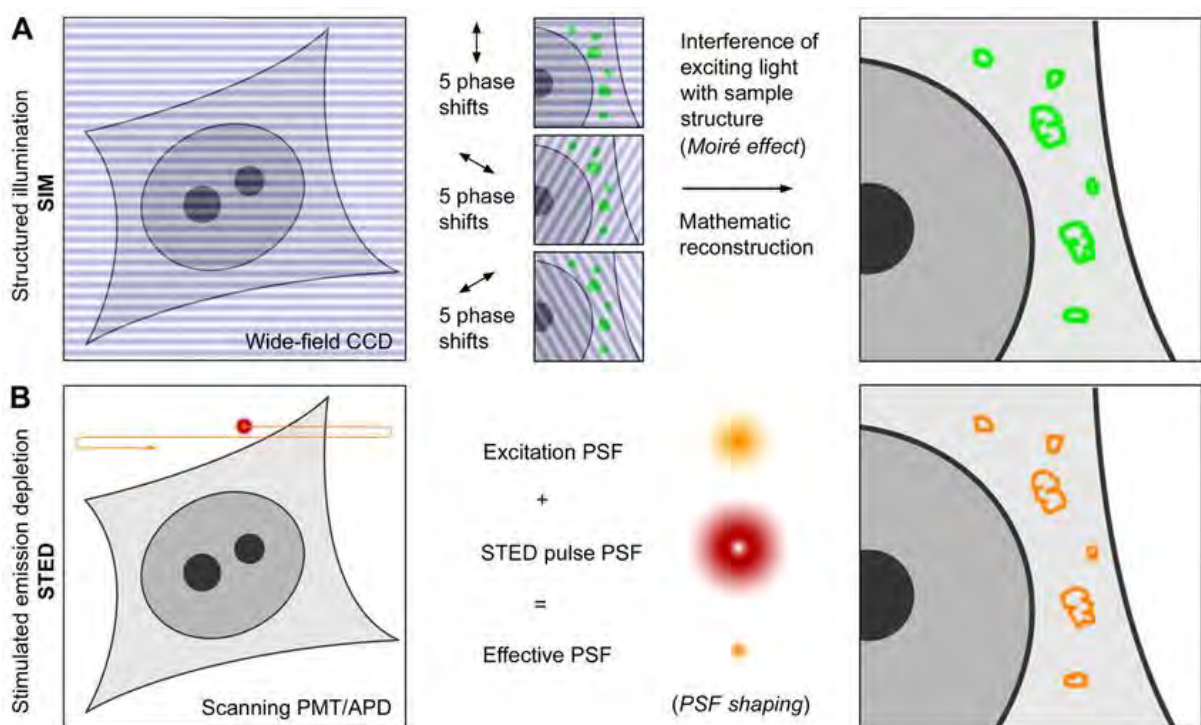 A
Structured illumination
SIM
Wide-field CCD
5 phase
shifts
5 phase
shifts
5 phase
shifts
Interference of
exciting light
with sample
structure
(Moiré effect)
Mathematic
reconstruction
B
Stimulated emission depletion
STED
Scanning PMT/APD
Excitation PSF
+
STED pulse PSF
=
Effective PSF
(PSF shaping)